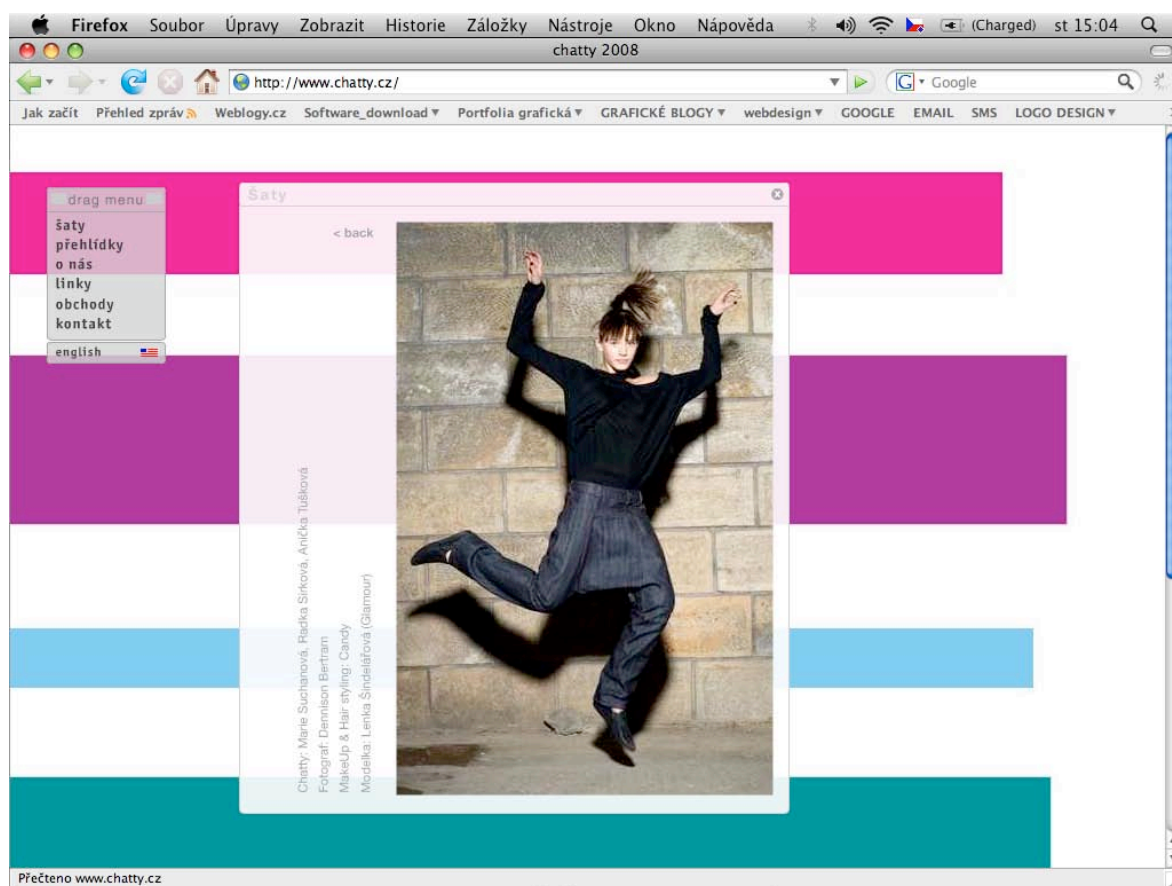 Firefox Soubor Úpravy Zobrazit Historie Záložky Nástroje Okno Nápověda (Charged) st 15:04
chatty 2008
http://www.chatty.cz/ G Google
Jak začít Přehled zpráv Weblogy.cz Software_download Portfolia grafická GRAFICKÉ BLOGY webdesign GOOGLE EMAIL SMS LOGO DESIGN
drag menu
šaty
přehlídky
o nás
linky
obchody
kontakt
english
Šaty
< back
Chatty: Marie Suchanová, Radka Sirková, Anička Tušková
Fotograf: Dennison Bertram
MakeUp & Hair styling: Candy
Modelka: Lenka Šindelářová (Glamour)
Přečteno www.chatty.cz